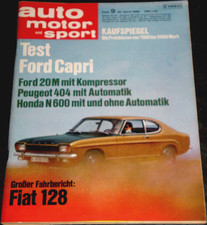 auto
motor
und
sport
KAUFSPIEGEL
Test
Ford Capri
Ford 20M mit Kompressor
Peugeot 404 mit Automatik
Honda N 600 mit und ohne Automatik
Großer Fahrbericht:
Fiat 128